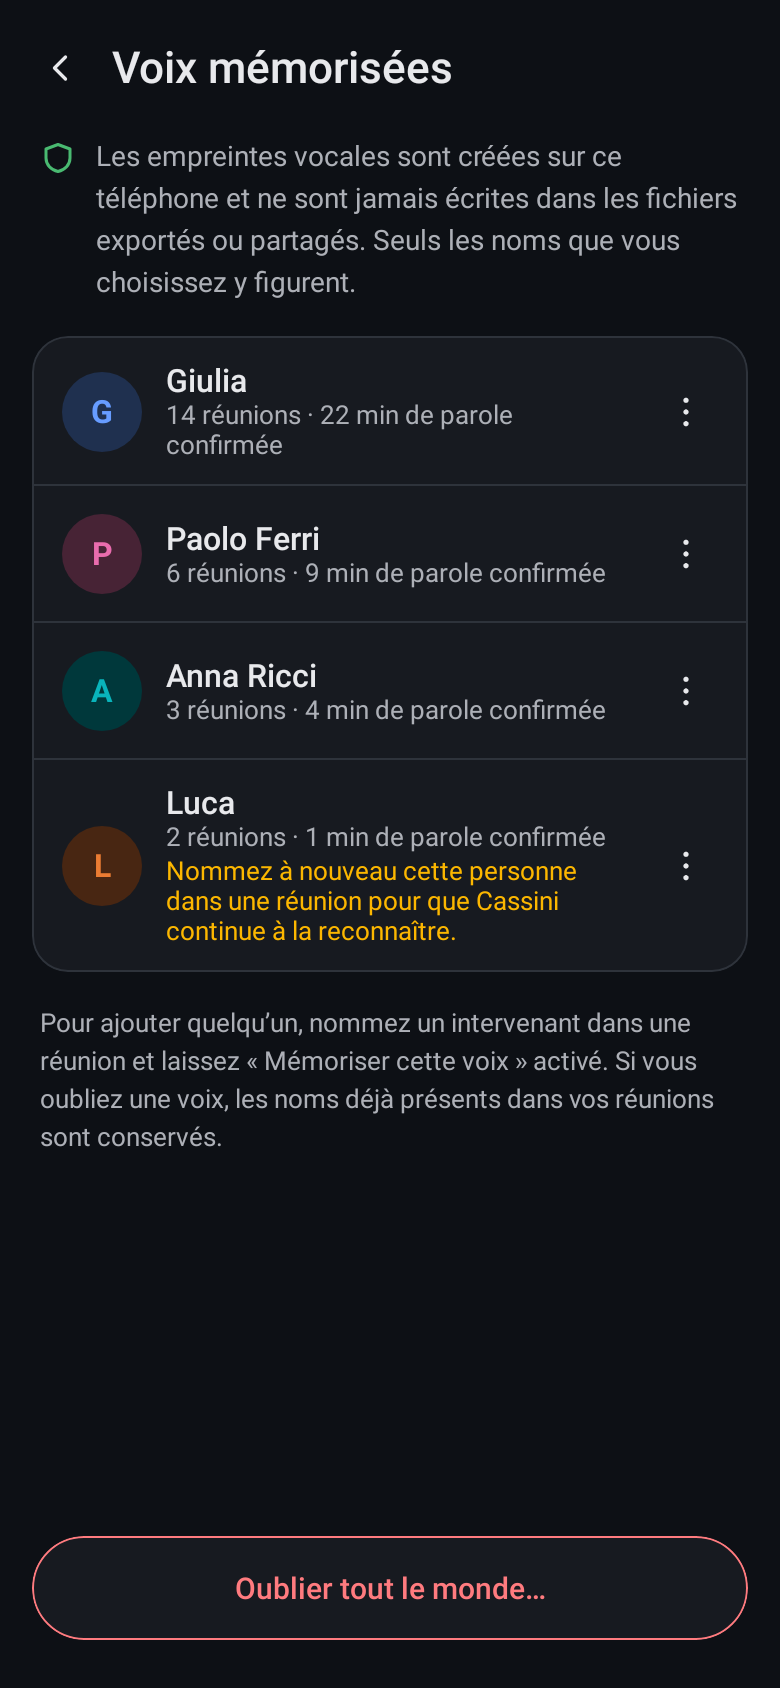 Voix mémorisées
Les empreintes vocales sont créées sur ce
téléphone et ne sont jamais écrites dans les fichiers
exportés ou partagés. Seuls les noms que vous
choisissez y figurent.
G
Giulia
14 réunions · 22 min de parole
confirmée
P
Paolo Ferri
6 réunions · 9 min de parole confirmée
A
Anna Ricci
3 réunions · 4 min de parole confirmée
L
Luca
2 réunions · 1 min de parole confirmée
Nommez à nouveau cette personne
dans une réunion pour que Cassini
continue à la reconnaître.
Pour ajouter quelqu’un, nommez un intervenant dans une
réunion et laissez « Mémoriser cette voix » activé. Si vous
oubliez une voix, les noms déjà présents dans vos réunions
sont conservés.
Oublier tout le monde…